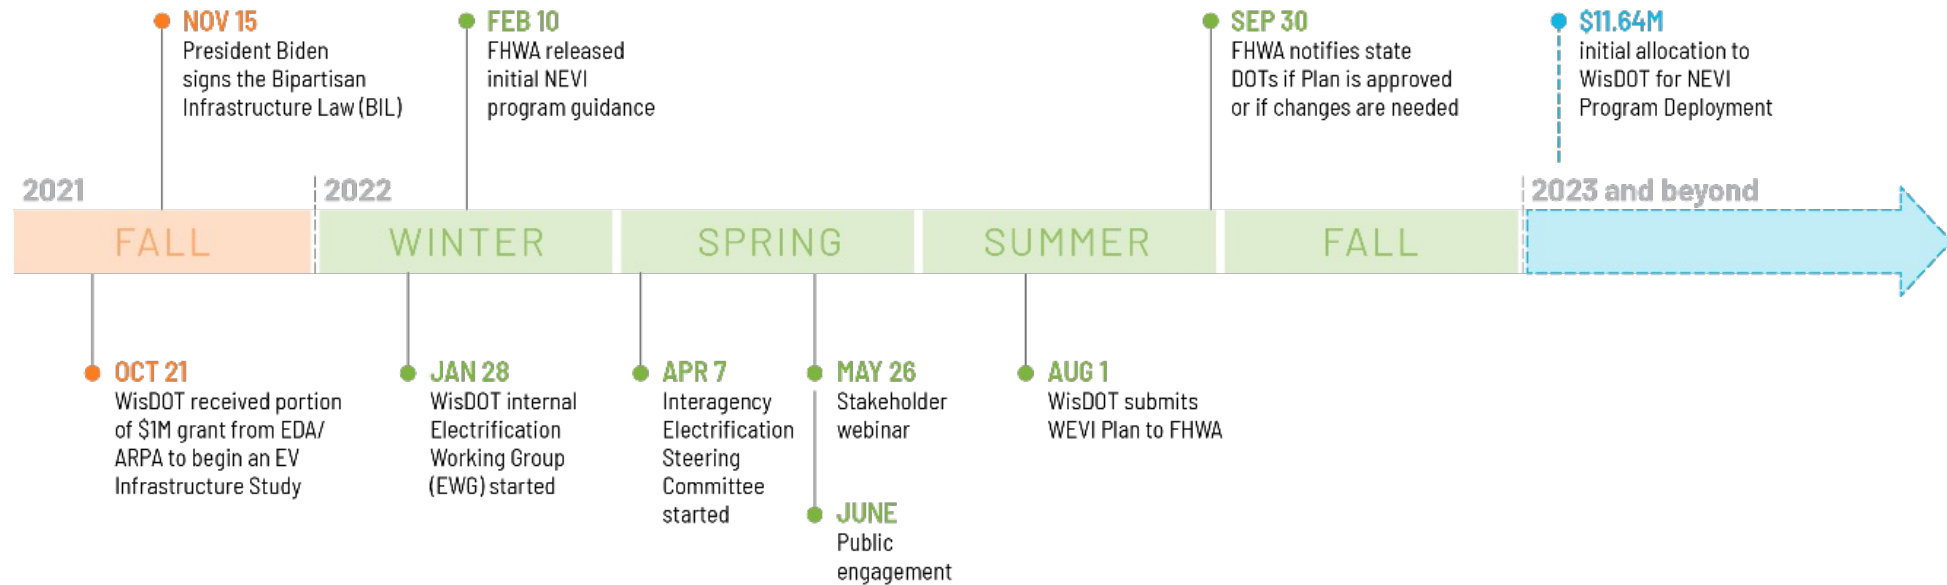 NOV 15
President Biden
signs the Bipartisan
Infrastructure Law (BIL)
FEB 10
FHWA released
initial NEVI
program guidance
SEP 30
FHWA notifies state
DOTs if Plan is approved
or if changes are needed
$11.64M
initial allocation to
WisDOT for NEVI
Program Deployment
2021
2022
2023 and beyond
FALL
WINTER
SPRING
SUMMER
FALL
OCT 21
WisDOT received portion
of $1M grant from EDA/
ARPA to begin an EV
Infrastructure Study
JAN 28
WisDOT internal
Electrification
Working Group
(EWG) started
APR 7
Interagency
Electrification
Steering
Committee
started
MAY 26
Stakeholder
webinar
JUNE
Public
engagement
AUG 1
WisDOT submits
WEVI Plan to FHWA